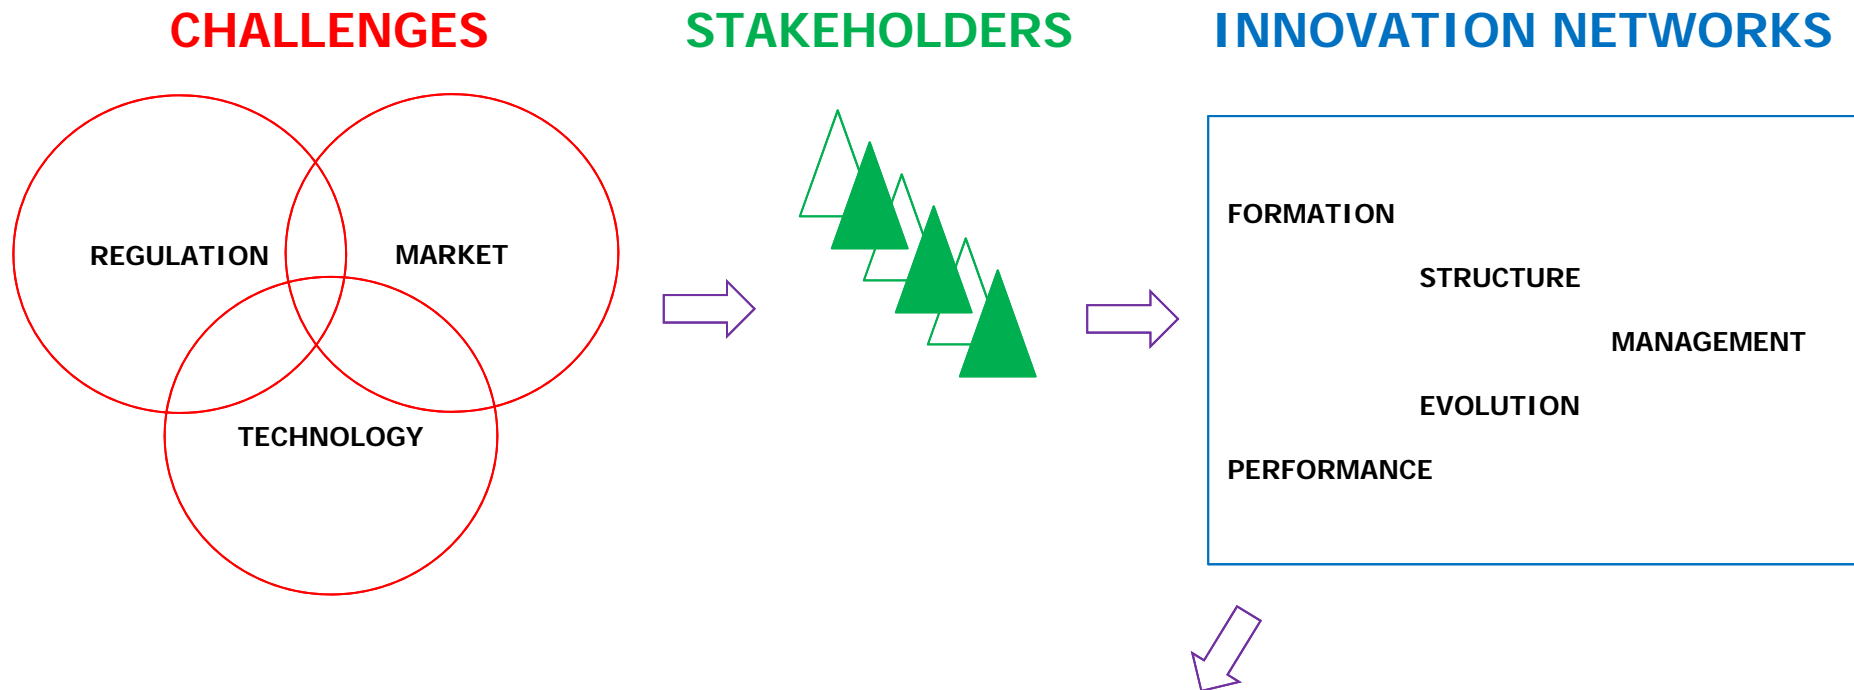 CHALLENGES
STAKEHOLDERS
INNOVATION NETWORKS
REGULATION
MARKET
TECHNOLOGY
FORMATION
STRUCTURE
MANAGEMENT
EVOLUTION
PERFORMANCE